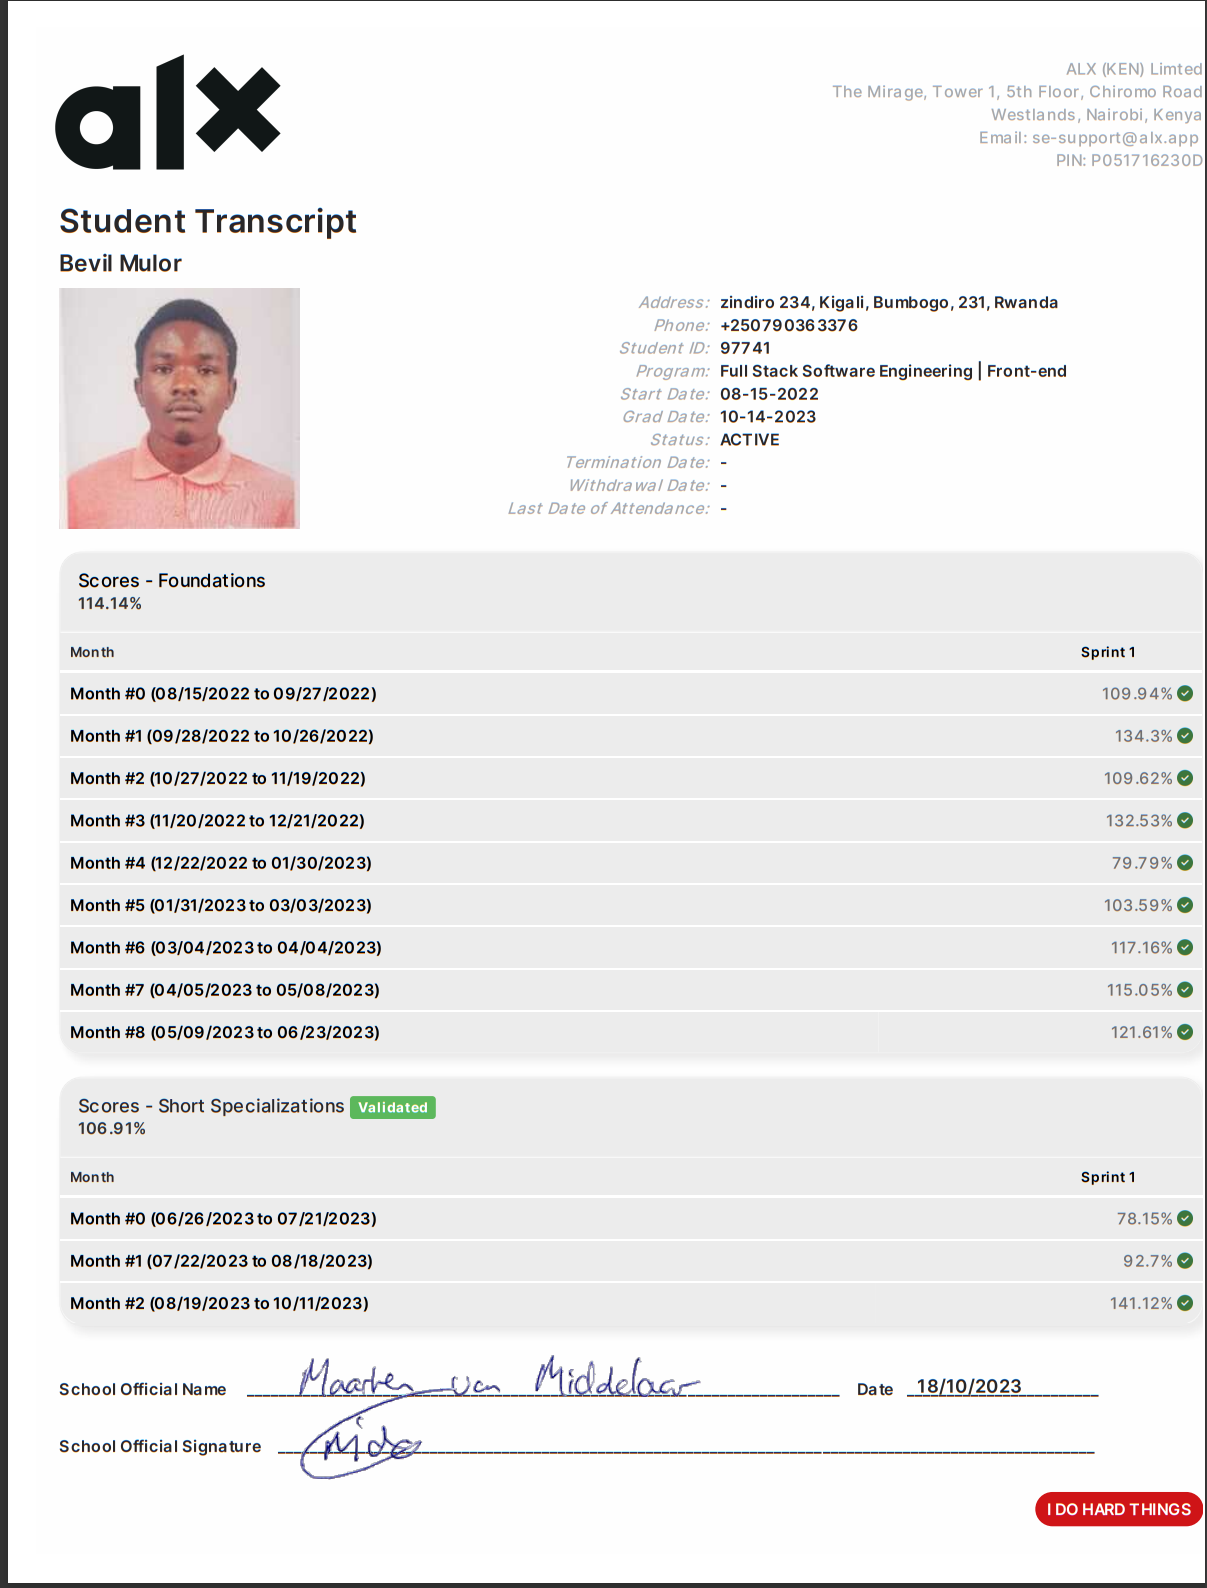 alx
ALX (KEN) Limted
The Mirage, Tower 1, 5th Floor, Chiromo Road
Westlands, Nairobi, Kenya
Email: se-support@alx.app
PIN: P051716230D
Student Transcript
Bevil Mulor
Address: zindiro 234, Kigali, Bumbogo, 231, Rwanda
Phone: +250790363376
Student ID: 97741
Program: Full Stack Software Engineering | Front-end
Start Date: 08-15-2022
Grad Date: 10-14-2023
Status: ACTIVE
Termination Date: -
Withdrawal Date: -
Last Date of Attendance: -
Scores - Foundations
114.14%
Month Sprint 1
Month #0 (08/15/2022 to 09/27/2022) 109.94%
Month #1 (09/28/2022 to 10/26/2022) 134.3%
Month #2 (10/27/2022 to 11/19/2022) 109.62%
Month #3 (11/20/2022 to 12/21/2022) 132.53%
Month #4 (12/22/2022 to 01/30/2023) 79.79%
Month #5 (01/31/2023 to 03/03/2023) 103.59%
Month #6 (03/04/2023 to 04/04/2023) 117.16%
Month #7 (04/05/2023 to 05/08/2023) 115.05%
Month #8 (05/09/2023 to 06/23/2023) 121.61%
Scores - Short Specializations Validated
106.91%
Month Sprint 1
Month #0 (06/26/2023 to 07/21/2023) 78.15%
Month #1 (07/22/2023 to 08/18/2023) 92.7%
Month #2 (08/19/2023 to 10/11/2023) 141.12%
School Official Name Maarten van Middelaar Date 18/10/2023
School Official Signature
I DO HARD THINGS